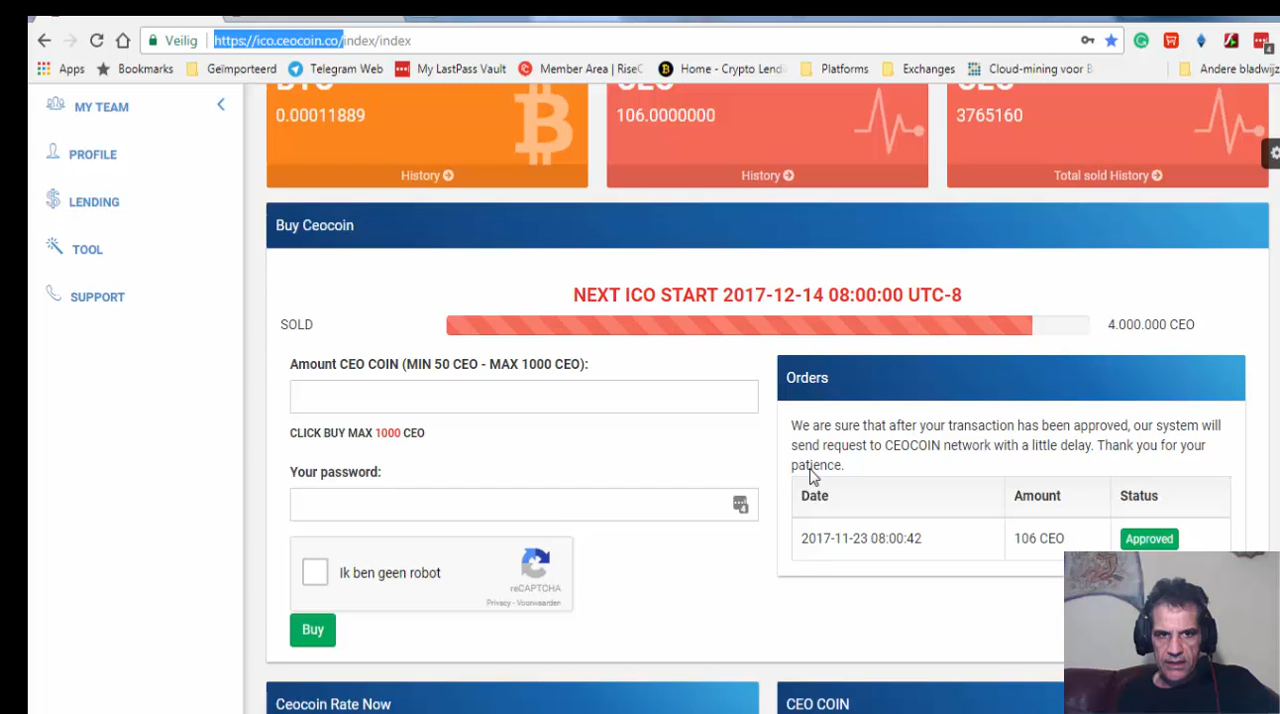 Veilig https://ico.ceocoin.co/index/index
Apps Bookmarks Geïmporteerd Telegram Web My LastPass Vault Member Area | Rise Home - Crypto Lend Platforms Exchanges Cloud-mining voor Andere bladwijz
MY TEAM
PROFILE
LENDING
TOOL
SUPPORT
0.00011889
106.0000000
3765160
History
History
Total sold History
Buy Ceocoin
NEXT ICO START 2017-12-14 08:00:00 UTC-8
SOLD
4.000.000 CEO
Amount CEO COIN (MIN 50 CEO - MAX 1000 CEO):
CLICK BUY MAX 1000 CEO
Your password:
4
Ik ben geen robot
reCAPTCHA
Privacy - Voorwaarden
Buy
Orders
We are sure that after your transaction has been approved, our system will
send request to CEOCOIN network with a little delay. Thank you for your
patience.
Date Amount Status
2017-11-23 08:00:42 106 CEO Approved
Ceocoin Rate Now
CEO COIN